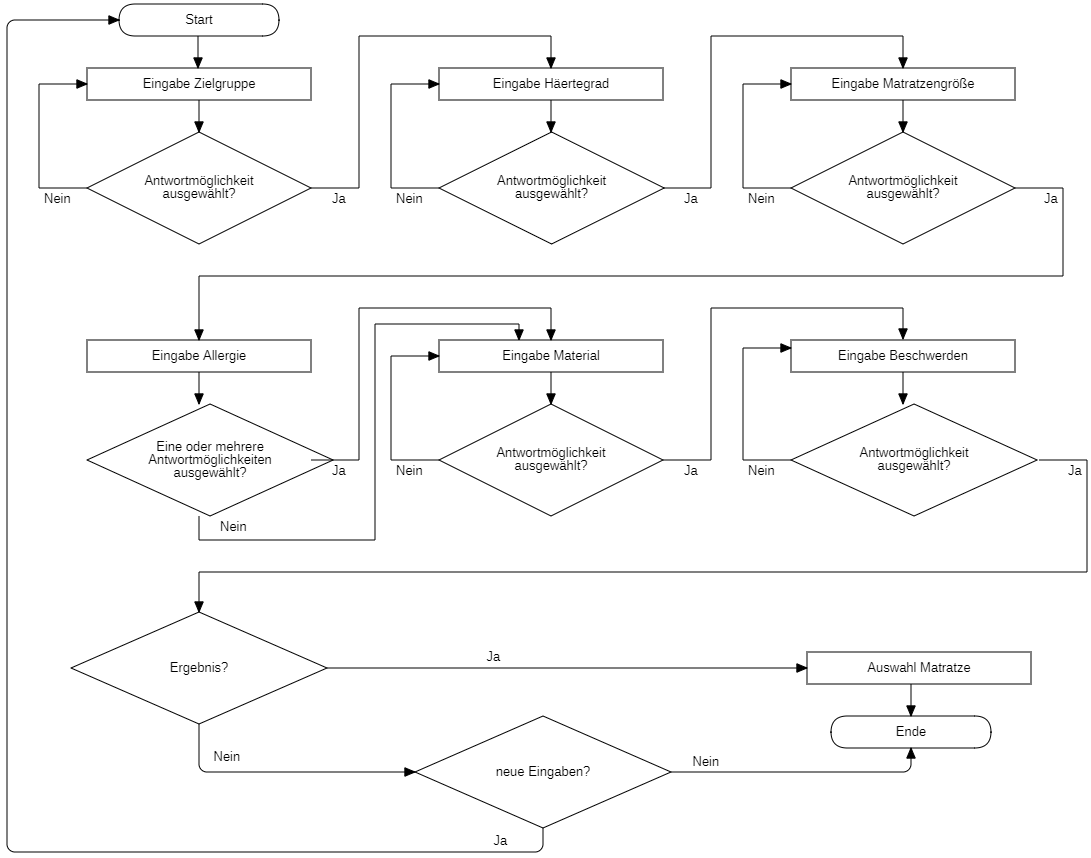 Start
Eingabe Zielgruppe
Antwortmöglichkeit
ausgewählt?
Nein
Ja
Eingabe Häertegrad
Antwortmöglichkeit
ausgewählt?
Nein
Ja
Eingabe Matratzengröße
Antwortmöglichkeit
ausgewählt?
Nein
Ja
Eingabe Allergie
Eine oder mehrere
Antwortmöglichkeiten
ausgewählt?
Ja
Nein
Eingabe Material
Antwortmöglichkeit
ausgewählt?
Nein
Ja
Eingabe Beschwerden
Antwortmöglichkeit
ausgewählt?
Nein
Ja
Ergebnis?
Ja
Auswahl Matratze
Ende
Nein
neue Eingaben?
Nein
Ja